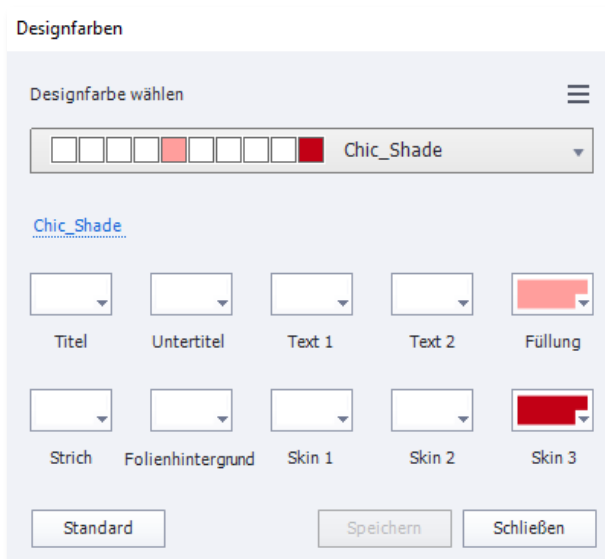 Designfarben
Designfarbe wählen
Chic_Shade
Chic_Shade
Titel Untertitel Text 1 Text 2 Füllung
Strich Folienhintergrund Skin 1 Skin 2 Skin 3
Standard Speichern Schließen